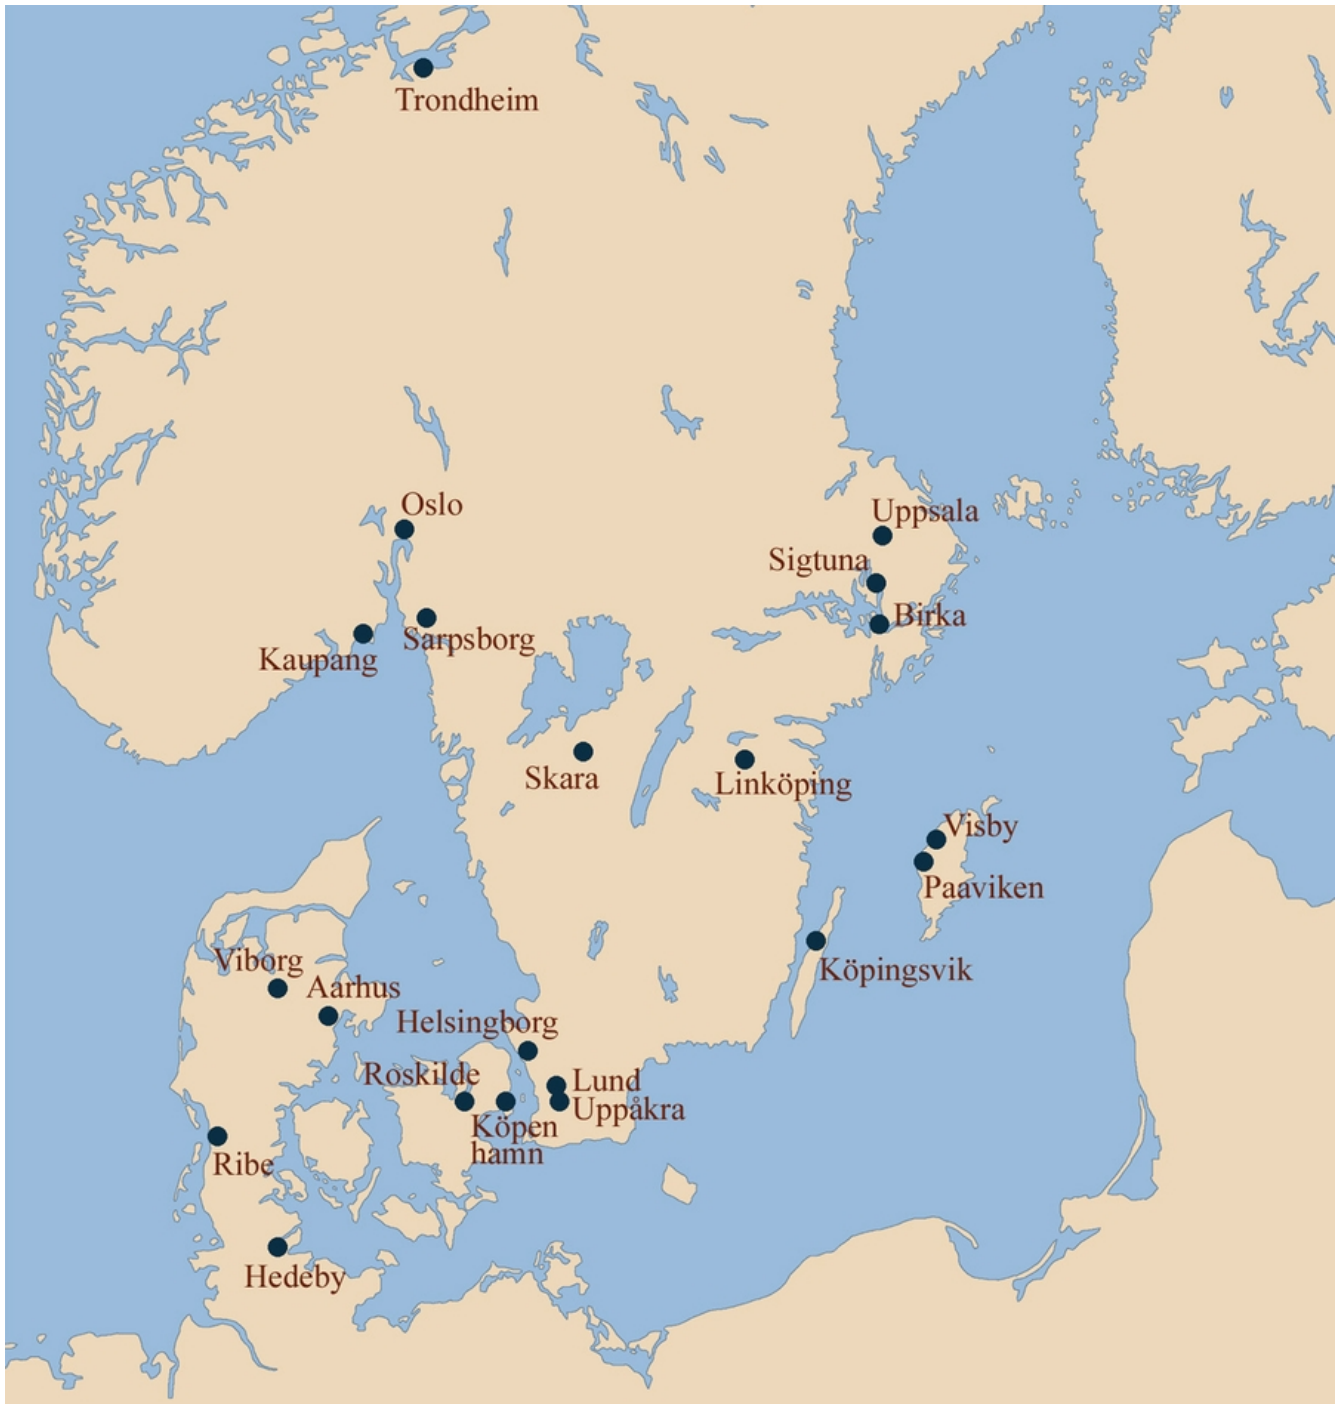 Trondheim
Oslo
Uppsala
Sigtuna
Birka
Sarpsborg
Kaupang
Skara
Linköping
Visby
Paaviken
Viborg
Köpingsvik
Aarhus
Helsingborg
Roskilde
Lund
Uppåkra
Köpen
hamn
Ribe
Hedeby